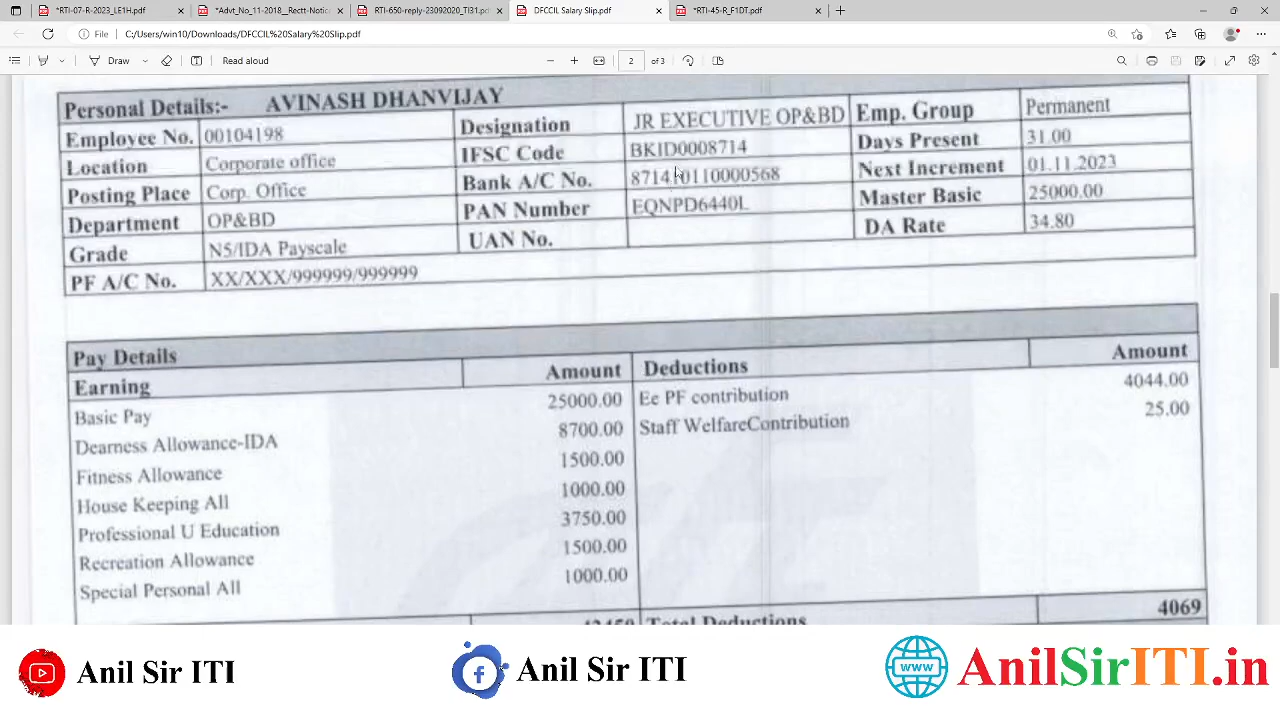 *RTI-07-R-2023_LE1H.pdf
*Advt_No_11-2018__Rectt-Notic
RTI-650-reply-23092020_TI31.pd
DFCCIL Salary Slip.pdf
*RTI-45-R_F1DT.pdf
File C:/Users/win10/Downloads/DFCCIL%20Salary%20Slip.pdf
Draw Read aloud 2 of 3
Personal Details:- AVINASH DHANVIJAY
Employee No. 00104198 Designation JR EXECUTIVE OP&BD Emp. Group Permanent
Location Corporate office IFSC Code BKID0008714 Days Present 31.00
Posting Place Corp. Office Bank A/C No. Next Increment 01.11.2023
Department OP&BD PAN Number EQNPD6440L Master Basic 25000.00
Grade N5/IDA Payscale UAN No. DA Rate 34.80
PF A/C No. XX/XXX/999999/999999
Pay Details
Earning Amount Deductions Amount
Basic Pay 25000.00 Ee PF contribution 4044.00
Dearness Allowance-IDA 8700.00 Staff WelfareContribution 25.00
Fitness Allowance 1500.00
House Keeping All 1000.00
Professional U Education 3750.00
Recreation Allowance 1500.00
Special Personal All 1000.00
Total Deductions 4069
Anil Sir ITI
Anil Sir ITI
www
AnilSirITI.in